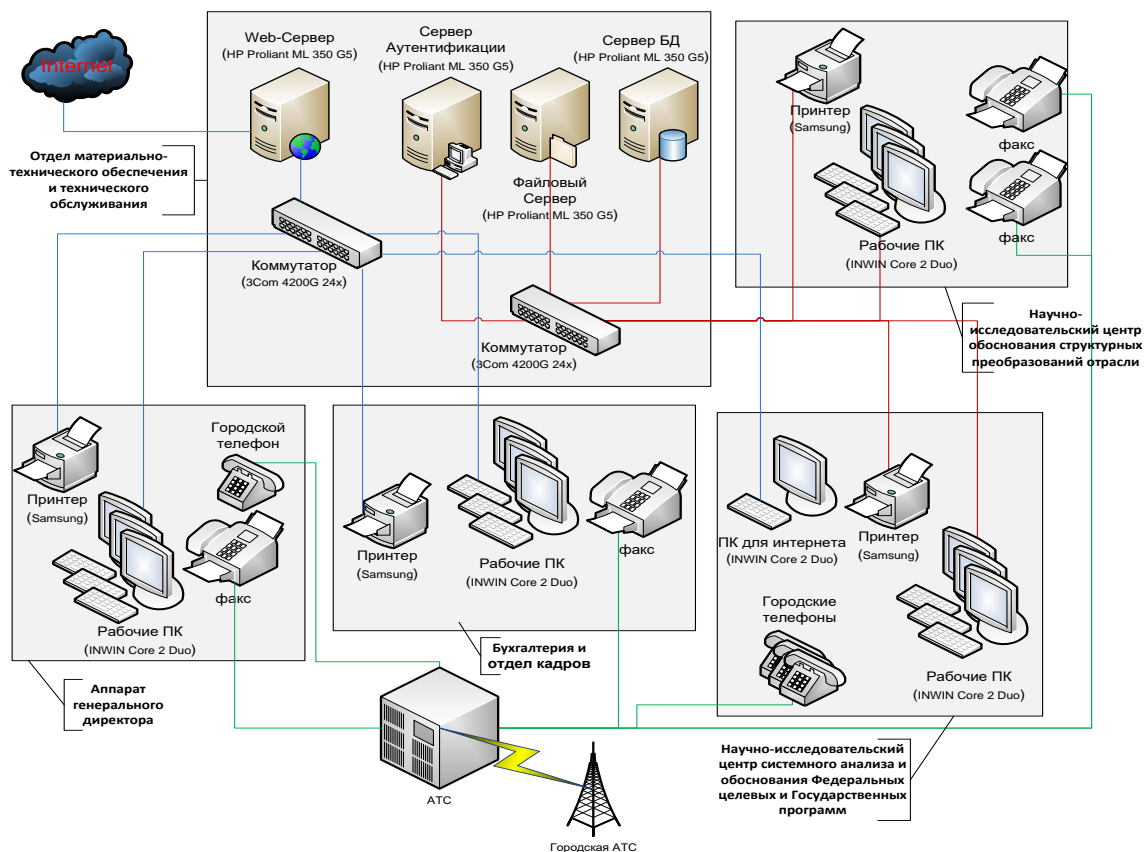 Internet
Web-Сервер
(HP Proliant ML 350 G5)
Сервер
Аутентификации
(HP Proliant ML 350 G5)
Сервер БД
(HP Proliant ML 350 G5)
Файловый
Сервер
(HP Proliant ML 350 G5)
Отдел материально-
технического обеспечения
и технического
обслуживания
Коммутатор
(3Com 4200G 24x)
Коммутатор
(3Com 4200G 24x)
Принтер
(Samsung)
факс
факс
Рабочие ПК
(INWIN Core 2 Duo)
Научно-
исследовательский центр
обоснования структурных
преобразований отрасли
Городской
телефон
Принтер
(Samsung)
факс
Рабочие ПК
(INWIN Core 2 Duo)
Аппарат
генерального
директора
Принтер
(Samsung)
Рабочие ПК
(INWIN Core 2 Duo)
факс
Бухгалтерия и
отдел кадров
ПК для интернета
(INWIN Core 2 Duo)
Принтер
(Samsung)
Городские
телефоны
Рабочие ПК
(INWIN Core 2 Duo)
Научно-исследовательский
центр системного анализа и
обоснования Федеральных
целевых и Государственных
программ
АТС
Городская АТС